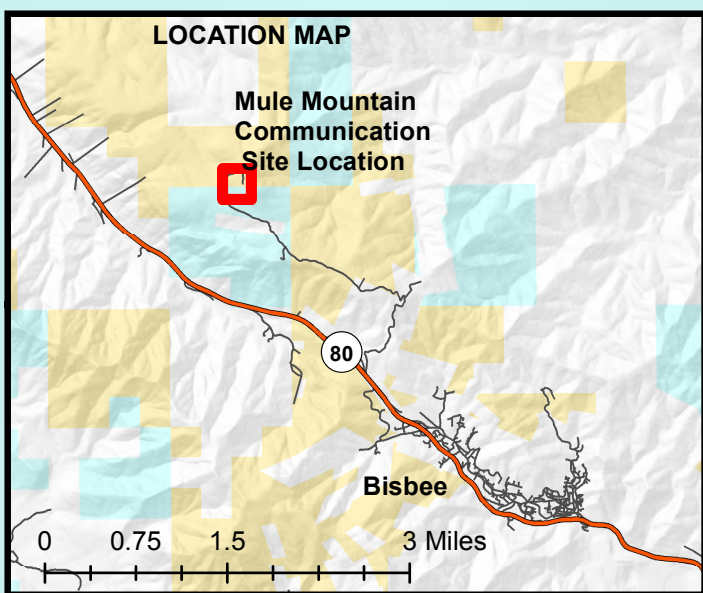 LOCATION MAP
Mule Mountain
Communication
Site Location
80
Bisbee
0 0.75 1.5 3 Miles